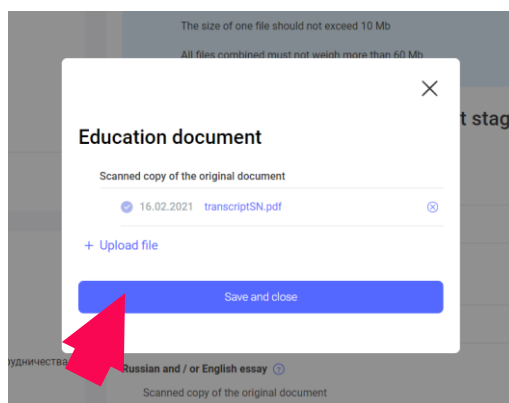 The size of one file should not exceed 10 Mb
All files combined must not weigh more than 60 Mb
t stag
Education document
Scanned copy of the original document
16.02.2021 transcriptSN.pdf
+ Upload file
Save and close
рудничества
Russian and / or English essay ?
Scanned copy of the original document